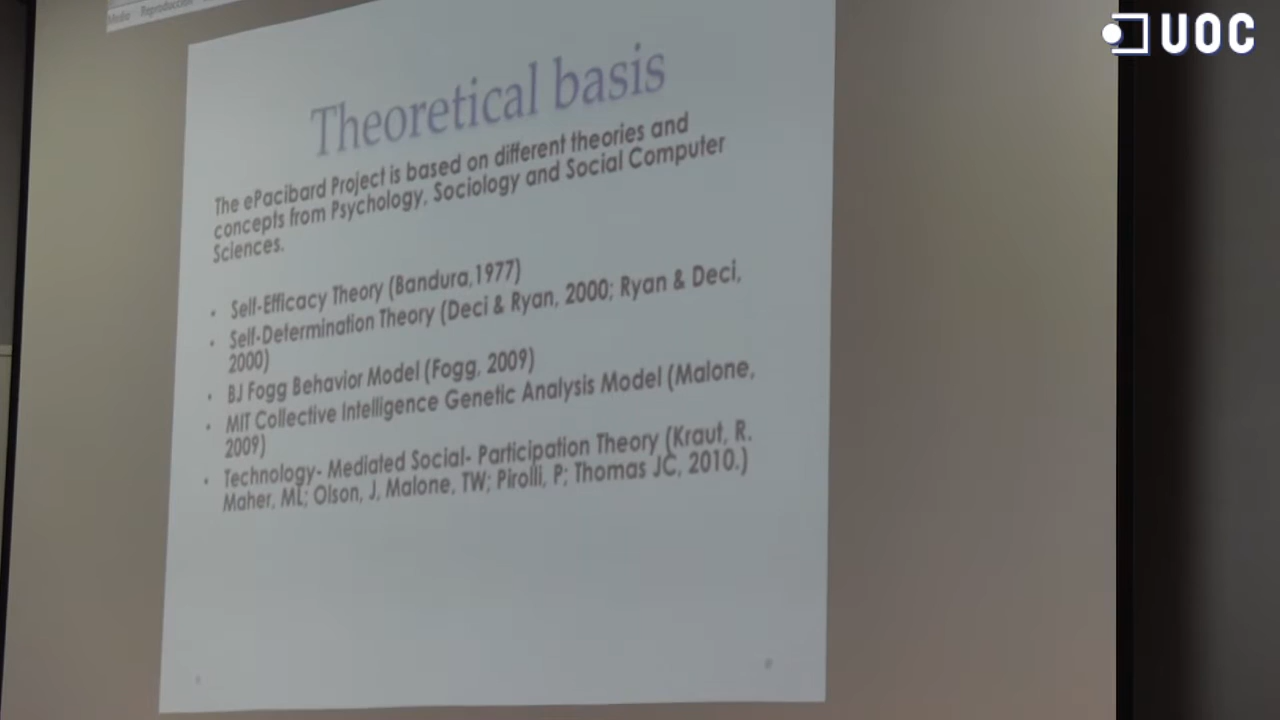 Media Reproducción
UOC
Theoretical basis
The ePacibard Project is based on different theories and
concepts from Psychology, Sociology and Social Computer
Sciences.
• Self-Efficacy Theory (Bandura,1977)
• Self-Determination Theory (Deci & Ryan, 2000; Ryan & Deci,
2000)
• BJ Fogg Behavior Model (Fogg, 2009)
• MIT Collective Intelligence Genetic Analysis Model (Malone,
2009)
• Technology- Mediated Social- Participation Theory (Kraut, R.
Maher, ML; Olson, J, Malone, TW; Pirolli, P; Thomas JC, 2010.)